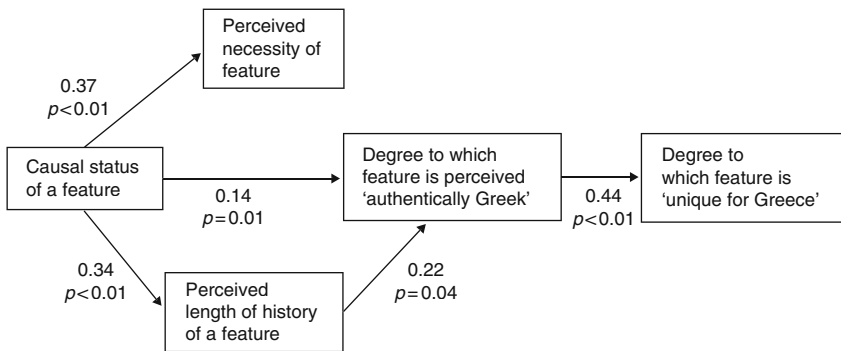 Perceived
necessity of
feature
0.37
p<0.01
Causal status
of a feature
0.14
p=0.01
Degree to which
feature is perceived
‘authentically Greek’
0.44
p<0.01
Degree to
which feature is
‘unique for Greece’
0.34
p<0.01
Perceived
length of history
of a feature
0.22
p=0.04